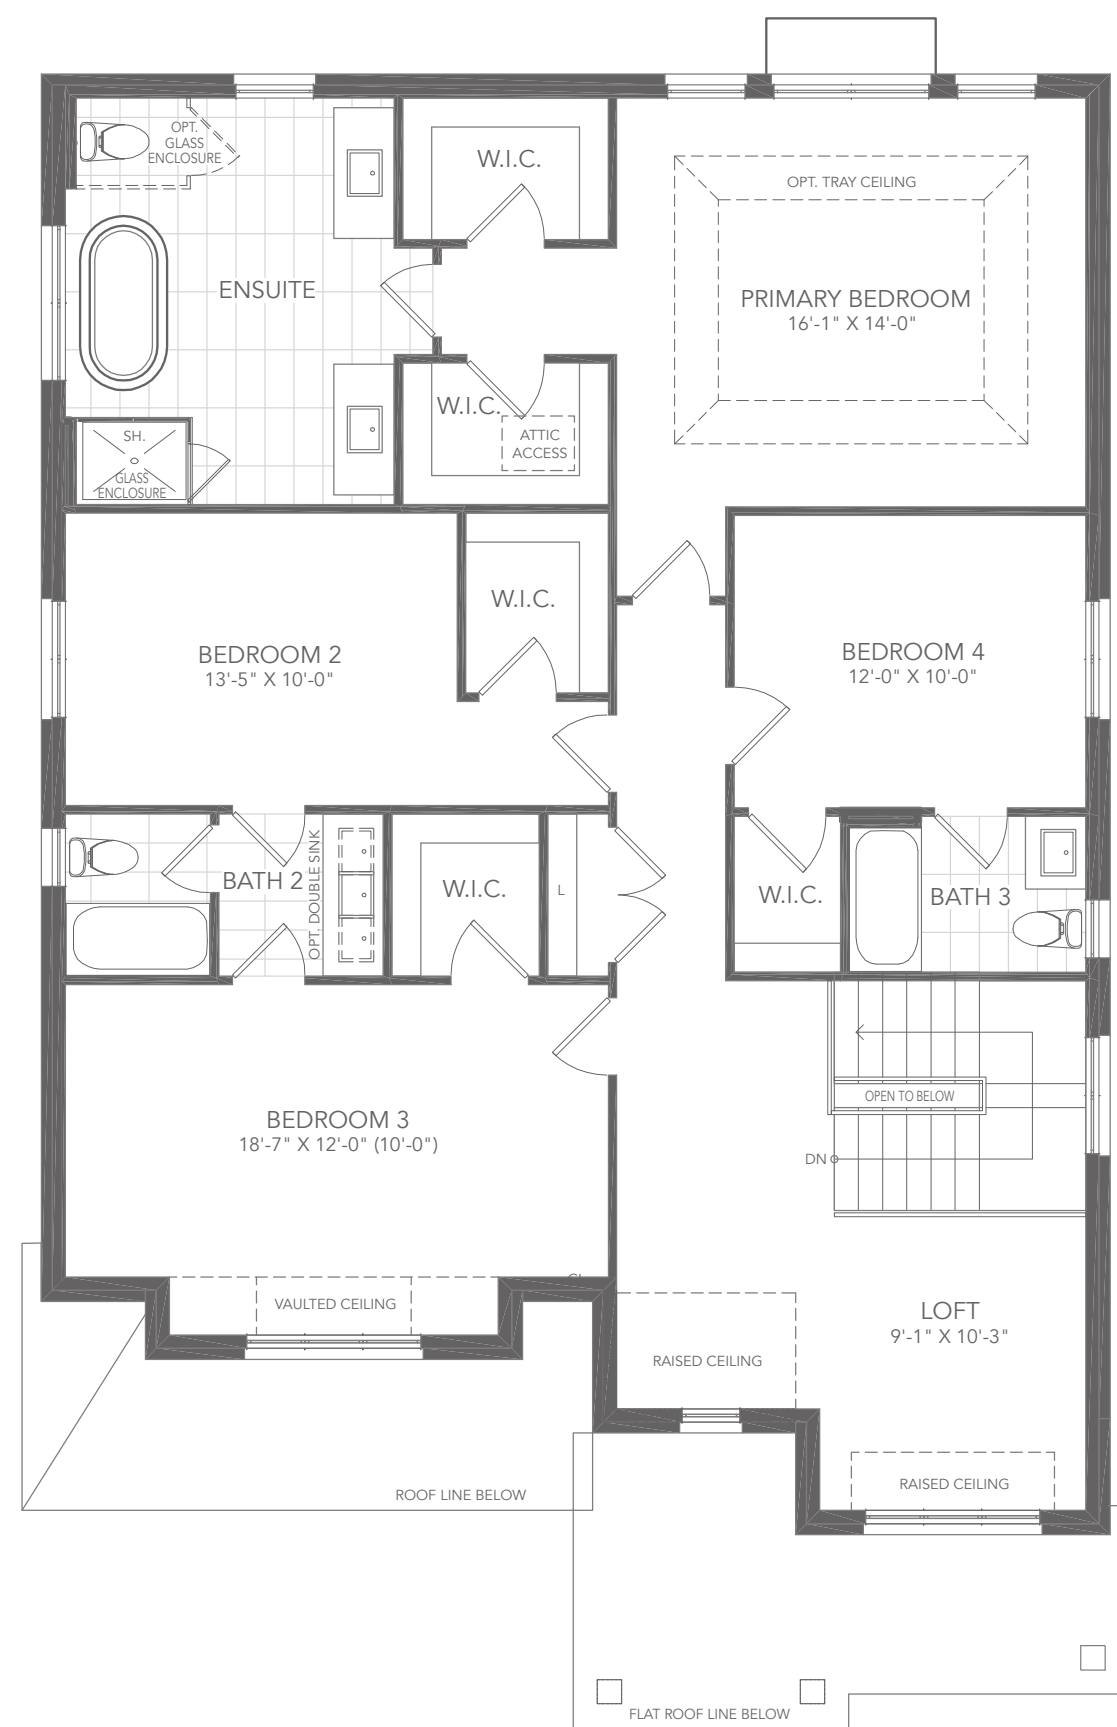 OPT.
GLASS
ENCLOSURE
W.I.C.
OPT. TRAY CEILING
ENSUITE
PRIMARY BEDROOM
16'-1" X 14'-0"
W.I.C.
ATTIC
ACCESS
SH.
GLASS
ENCLOSURE
W.I.C.
BEDROOM 2
13'-5" X 10'-0"
BEDROOM 4
12'-0" X 10'-0"
BATH 2
OPT. DOUBLE SINK
W.I.C.
L
W.I.C.
BATH 3
OPEN TO BELOW
DN
BEDROOM 3
18'-7" X 12'-0" (10'-0")
VAULTED CEILING
LOFT
9'-1" X 10'-3"
RAISED CEILING
RAISED CEILING
ROOF LINE BELOW
FLAT ROOF LINE BELOW